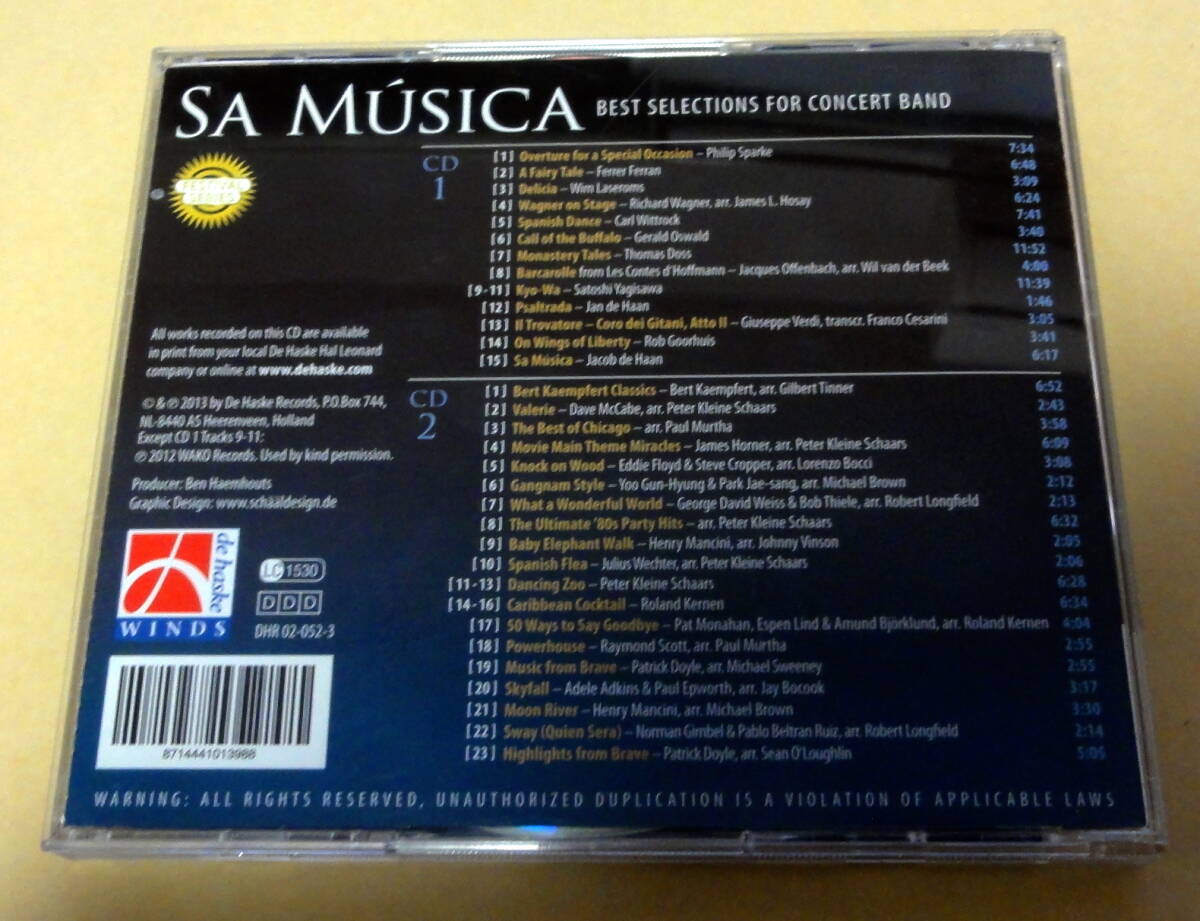 SA MÚSICA BEST SELECTIONS FOR CONCERT BAND
FESTIVAL
SERIES
CD
1
[1] Overture for a Special Occasion – Philip Sparke 7:34
[2] A Fairy Tale – Ferrer Ferran 6:48
[3] Delicia – Wim Laseroms 3:09
[4] Wagner on Stage – Richard Wagner, arr. James L. Hosay 6:24
[5] Spanish Dance – Carl Wittrock 7:41
[6] Call of the Buffalo – Gerald Oswald 3:40
[7] Monastery Tales – Thomas Doss 11:52
[8] Barcarolle from Les Contes d'Hoffmann – Jacques Offenbach, arr. Wil van der Beek 4:00
[9-11] Kyo-Wa – Satoshi Yagisawa 11:39
[12] Psaltrada – Jan de Haan 1:46
[13] Il Trovatore – Coro dei Gitani, Atto II – Giuseppe Verdi, transcr. Franco Cesarini 3:05
[14] On Wings of Liberty – Rob Goorhuis 3:41
[15] Sa Música – Jacob de Haan 6:17
CD
2
[1] Bert Kaempfert Classics – Bert Kaempfert, arr. Gilbert Tinner 6:52
[2] Valerie – Dave McCabe, arr. Peter Kleine Schaars 2:43
[3] The Best of Chicago – arr. Paul Murtha 3:58
[4] Movie Main Theme Miracles – James Horner, arr. Peter Kleine Schaars 6:09
[5] Knock on Wood – Eddie Floyd & Steve Cropper, arr. Lorenzo Bocci 3:08
[6] Gangnam Style – Yoo Gun-Hyung & Park Jae-sang, arr. Michael Brown 2:12
[7] What a Wonderful World – George David Weiss & Bob Thiele, arr. Robert Longfield 2:13
[8] The Ultimate '80s Party Hits – arr. Peter Kleine Schaars 6:32
[9] Baby Elephant Walk – Henry Mancini, arr. Johnny Vinson 2:05
[10] Spanish Flea – Julius Wechter, arr. Peter Kleine Schaars 2:06
[11-13] Dancing Zoo – Peter Kleine Schaars 6:28
[14-16] Caribbean Cocktail – Roland Kernen 6:34
[17] 50 Ways to Say Goodbye – Pat Monahan, Espen Lind & Amund Björklund, arr. Roland Kernen 4:04
[18] Powerhouse – Raymond Scott, arr. Paul Murtha 2:55
[19] Music from Brave – Patrick Doyle, arr. Michael Sweeney 2:55
[20] Skyfall – Adele Adkins & Paul Epworth, arr. Jay Bocook 3:17
[21] Moon River – Henry Mancini, arr. Michael Brown 3:30
[22] Sway (Quien Sera) – Norman Gimbel & Pablo Beltran Ruiz, arr. Robert Longfield 2:14
[23] Highlights from Brave – Patrick Doyle, arr. Sean O'Loughlin 5:05
All works recorded on this CD are available
in print from your local De Haske Hal Leonard
company or online at www.dehaske.com
© & ℗ 2013 by De Haske Records, P.O.Box 744,
NL-8440 AS Heerenveen, Holland
Except CD 1 Tracks 9-11:
℗ 2012 WAKO Records. Used by kind permission.
Producer: Ben Haemhouts
Graphic Design: www.schaaldesign.de
de haske
WINDS
LC 1530
DDD
DHR 02-052-3
8714441013988
WARNING: ALL RIGHTS RESERVED, UNAUTHORIZED DUPLICATION IS A VIOLATION OF APPLICABLE LAWS